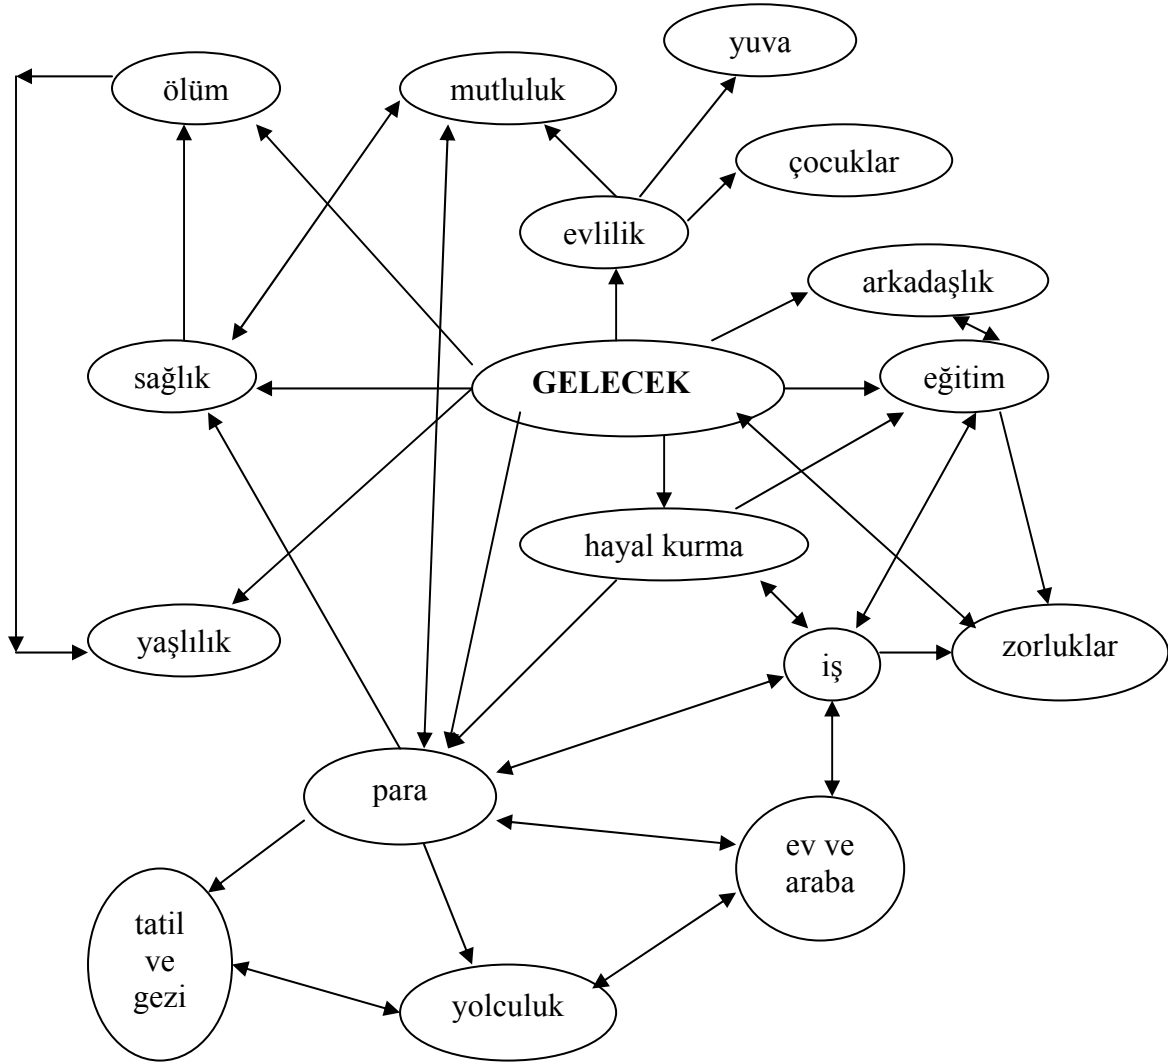 yuva
ölüm
mutluluk
çocuklar
evlilik
arkadaşlık
sağlık
GELECEK
eğitim
hayal kurma
yaşlılık
iş
zorluklar
para
ev ve
araba
tatil
ve
gezi
yolculuk